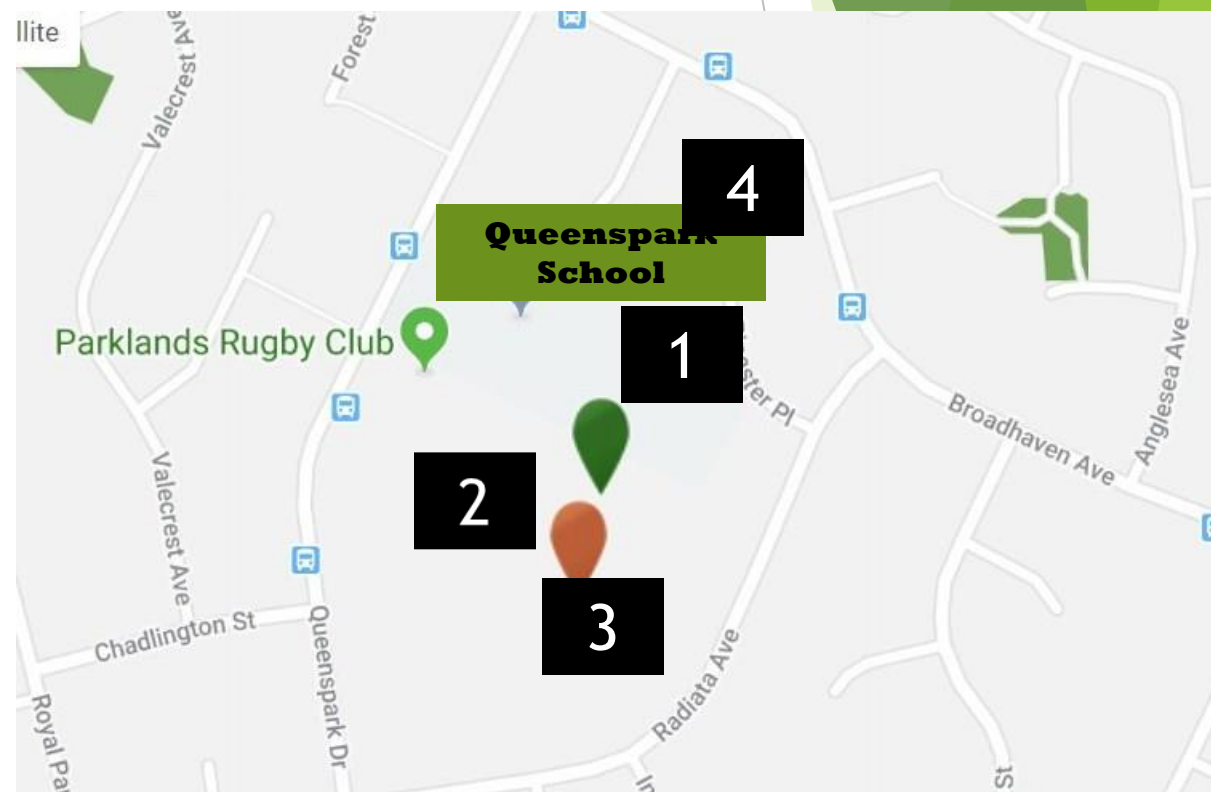 llite
Valecrest Ave
Forest
4
Queenspark
School
Parklands Rugby Club
1
Anglesea Ave
Broadhaven Ave
2
Valecrest Ave
3
Chadlington St
Queenspark Dr
Radiata Ave
Royal Pa
Pl
St